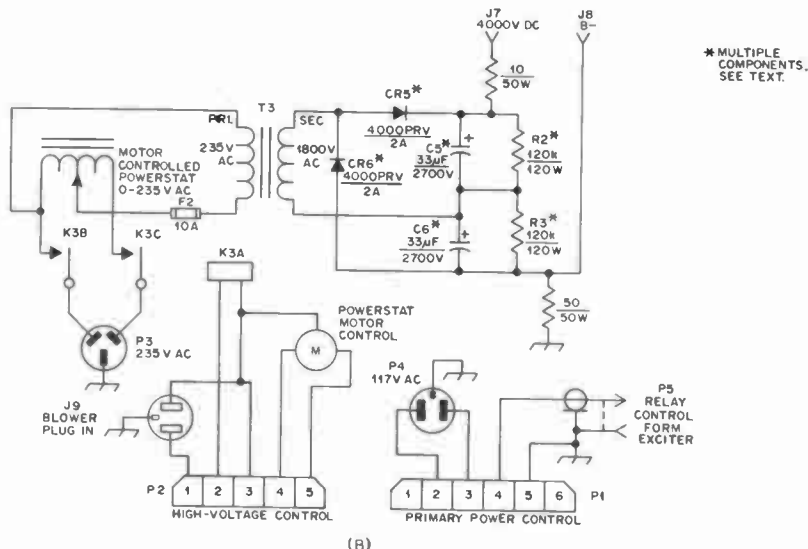 J7
4000V DC
J8
B-
* MULTIPLE
COMPONENTS,
SEE TEXT.
10
50W
T3
PRI.
235V
AC
SEC
1800V
AC
CR5*
4000PRV
2A
CR6*
4000PRV
2A
C5*
33µF
2700V
R2*
120k
120W
C6*
33µF
2700V
R3*
120k
120W
50
50W
MOTOR
CONTROLLED
POWERSTAT
0-235V AC
F2
10A
K3B
K3C
P3
235V AC
K3A
POWERSTAT
MOTOR
CONTROL
M
J9
BLOWER
PLUG IN
P4
117V AC
P5
RELAY
CONTROL
FORM
EXCITER
P2
1
2
3
4
5
HIGH-VOLTAGE CONTROL
1
2
3
4
5
6
P1
PRIMARY POWER CONTROL
(B)